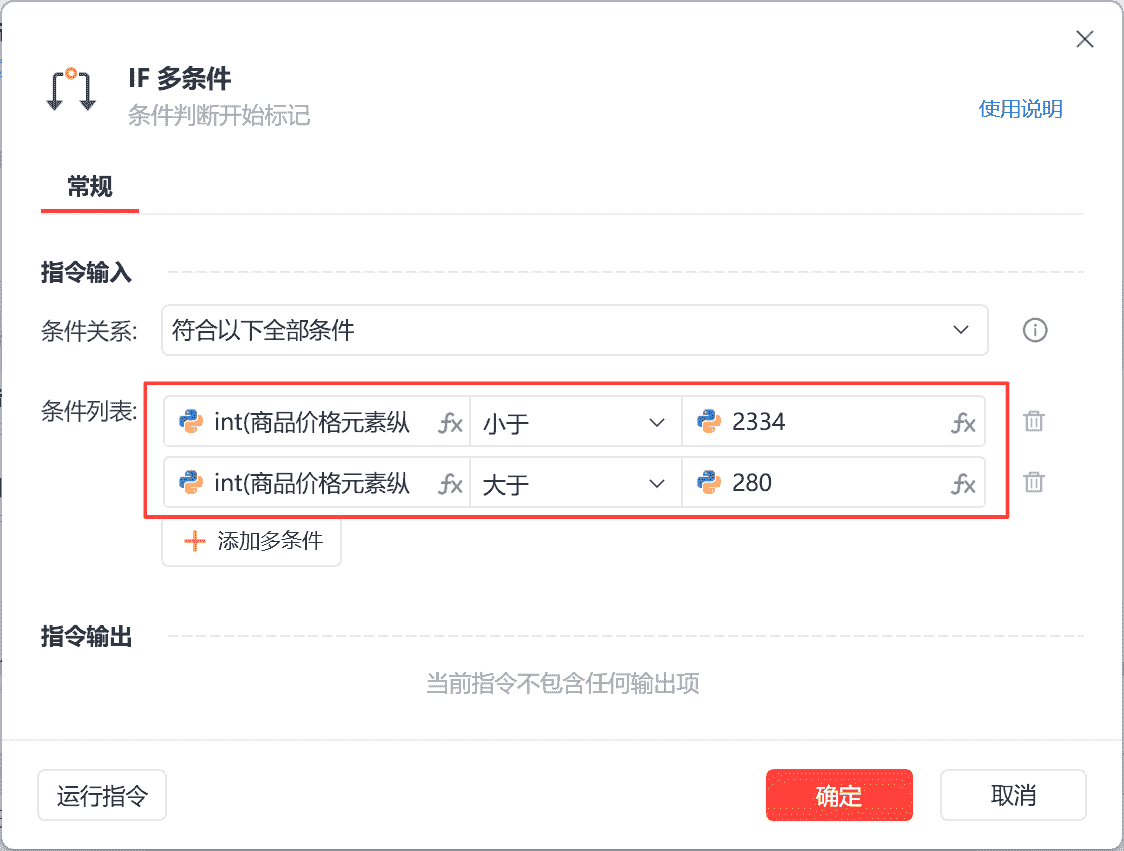 IF 多条件
条件判断开始标记
使用说明
常规
指令输入
条件关系: 符合以下全部条件
条件列表: int(商品价格元素纵 fx 小于 2334 fx
int(商品价格元素纵 fx 大于 280 fx
添加多条件
指令输出
当前指令不包含任何输出项
运行指令 确定 取消